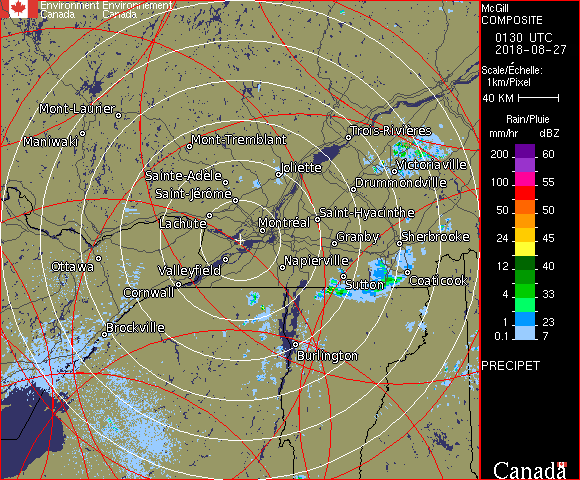 Environment Environnement
Canada Canada
McGill
COMPOSITE
0130 UTC
2018-08-27
Scale/Échelle:
1km/Pixel
40 KM
Rain/Pluie
mm/hr dBZ
200 60
100 55
50 50
24 45
12 40
4 33
1 23
0.1 7
PRECIPET
Canada
Mont-Laurier
Maniwaki
Mont-Tremblant
Trois-Rivières
Victoriaville
Joliette
Sainte-Adèle
Drummondville
Saint-Jérôme
Saint-Hyacinthe
Lachute
Montréal
Granby
Sherbrooke
Ottawa
Valleyfield
Napierville
Coaticook
Sutton
Cornwall
Brockville
Burlington